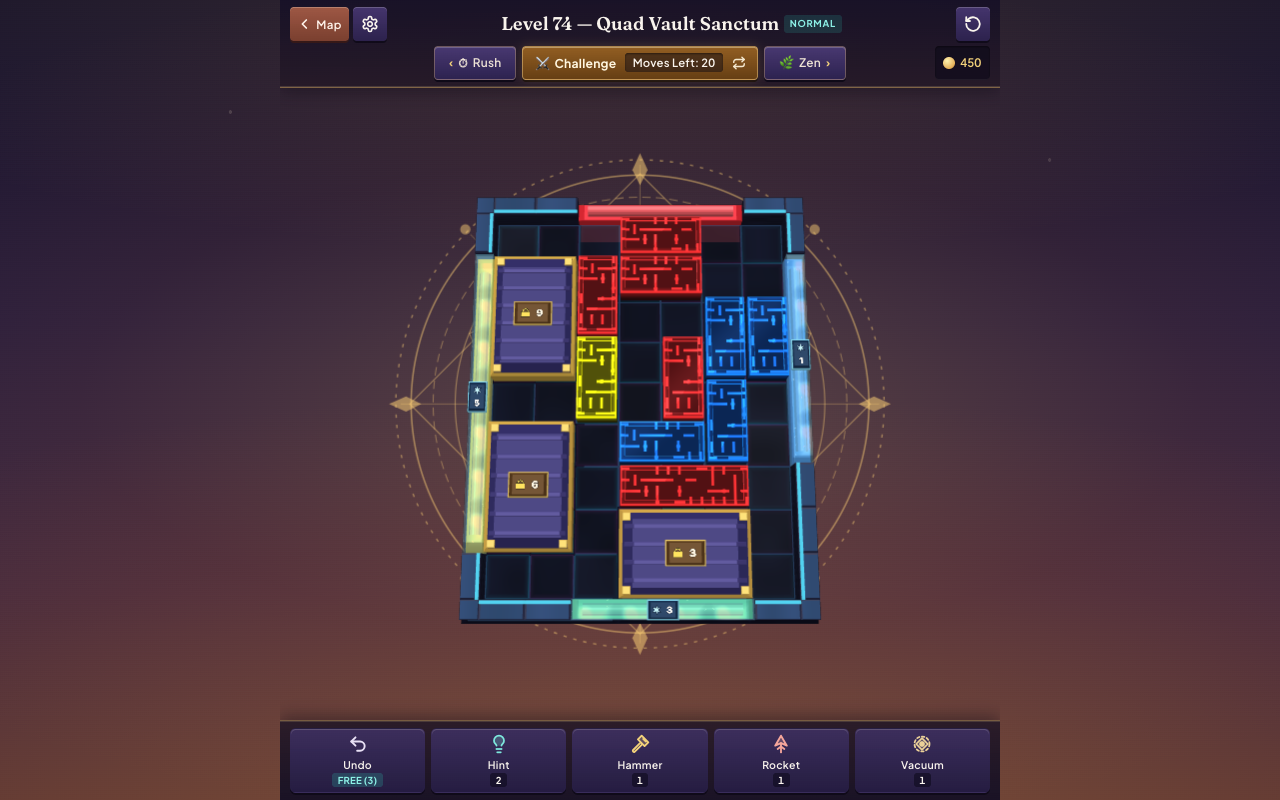 Map
Level 74 — Quad Vault Sanctum NORMAL
‹ Rush
Challenge Moves Left: 20
Zen ›
450
9
1
5
6
3
3
Undo
FREE (3)
Hint
2
Hammer
1
Rocket
1
Vacuum
1